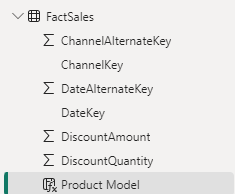 FactSales
ChannelAlternateKey
ChannelKey
DateAlternateKey
DateKey
DiscountAmount
DiscountQuantity
Product Model